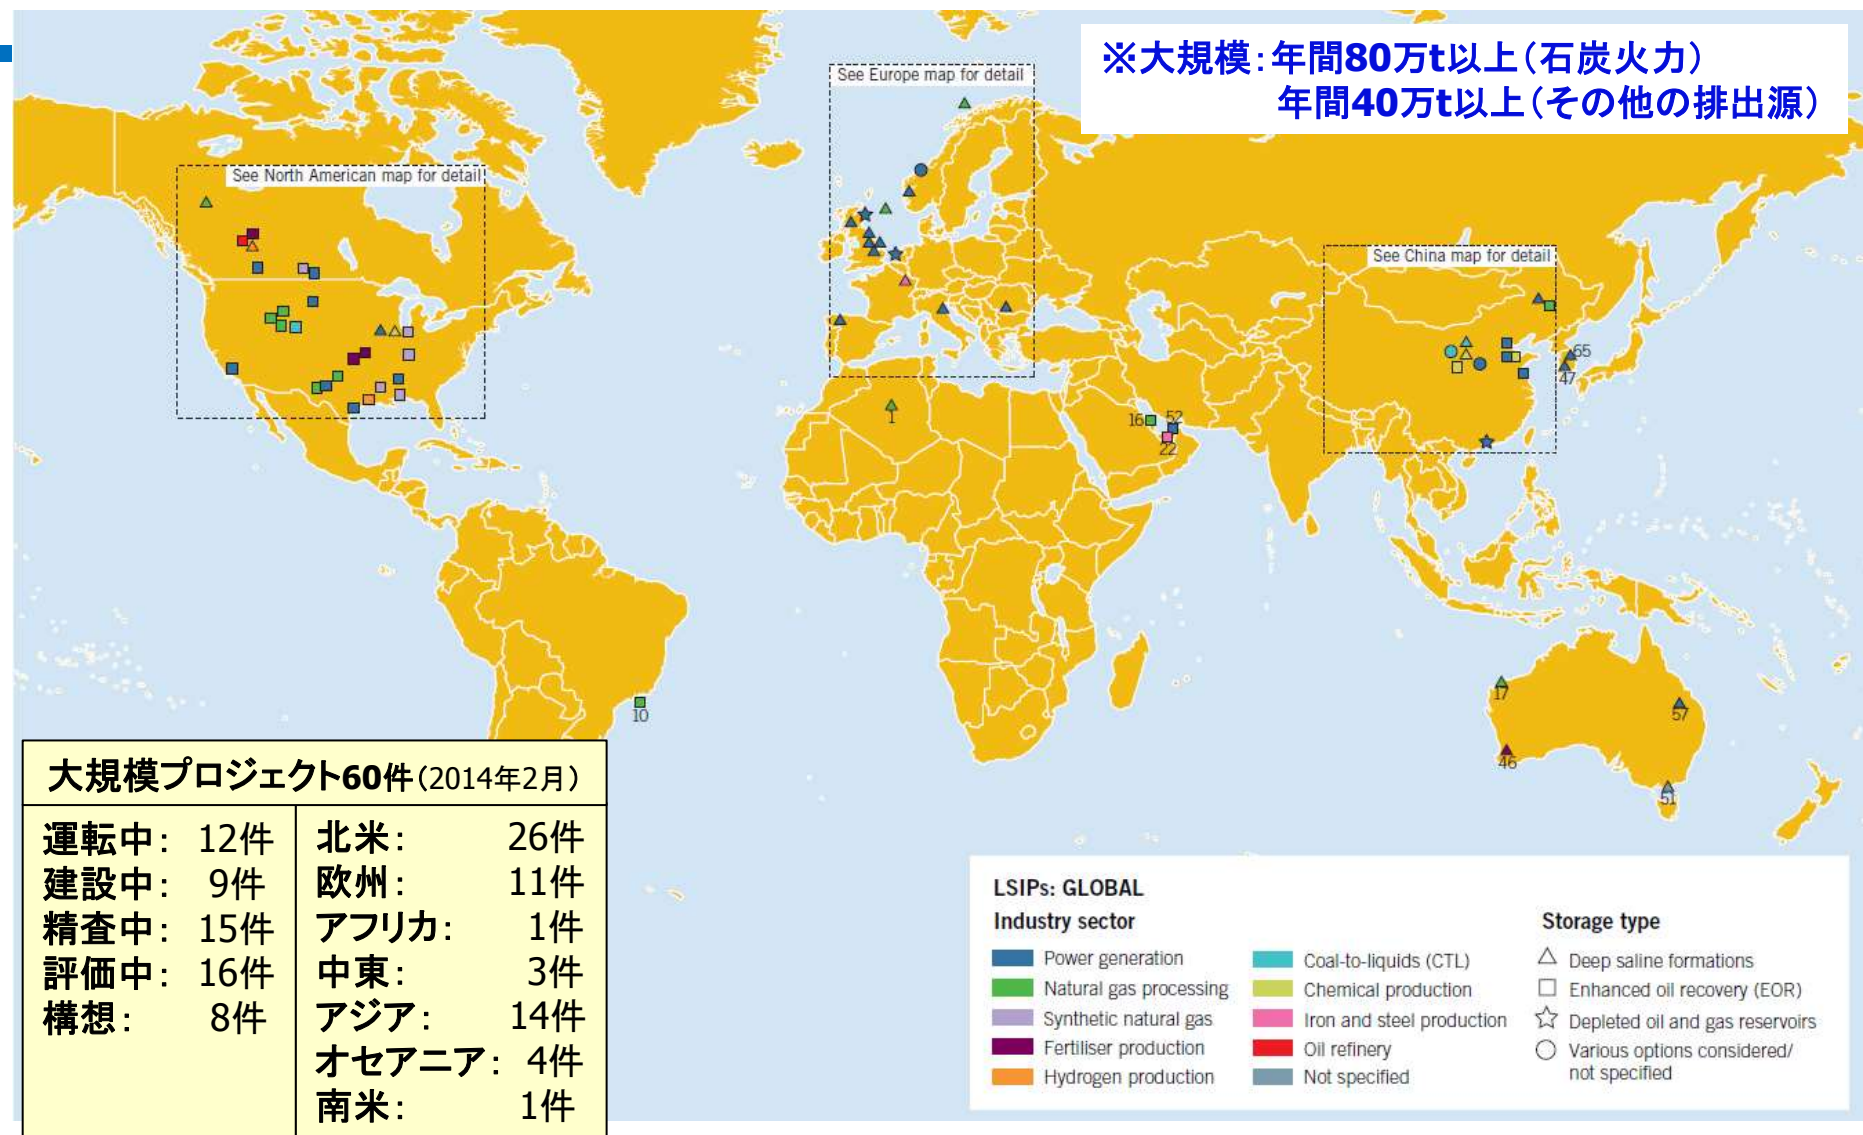 ※大規模：年間80万t以上（石炭火力）
年間40万t以上（その他の排出源）
See Europe map for detail
See North American map for detail
See China map for detail
65
47
1
16
52
22
10
17
57
46
51
大規模プロジェクト60件（2014年2月）
運転中： 12件
建設中： 9件
精査中： 15件
評価中： 16件
構想： 8件
北米： 26件
欧州： 11件
アフリカ： 1件
中東： 3件
アジア： 14件
オセアニア： 4件
南米： 1件
LSIPs: GLOBAL
Industry sector
Power generation
Natural gas processing
Synthetic natural gas
Fertiliser production
Hydrogen production
Coal-to-liquids (CTL)
Chemical production
Iron and steel production
Oil refinery
Not specified
Storage type
Deep saline formations
Enhanced oil recovery (EOR)
Depleted oil and gas reservoirs
Various options considered/
not specified